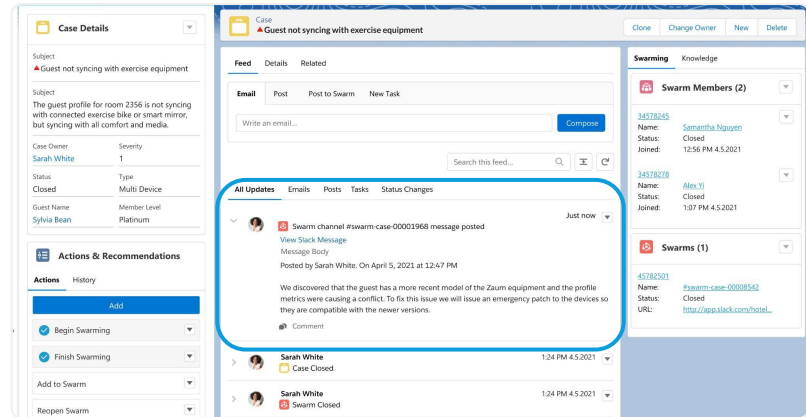 Case Details
Subject
Guest not syncing with exercise equipment
Subject
The guest profile for room 2356 is not syncing
with connected exercise bike or smart mirror,
but syncing with all comfort and media.
Case Owner Severity
Sarah White 1
Status Type
Closed Multi Device
Guest Name Member Level
Sylvia Bean Platinum
Actions & Recommendations
Actions History
Add
Begin Swarming
Finish Swarming
Add to Swarm
Reopen Swarm
Case
Guest not syncing with exercise equipment
Clone Change Owner New Delete
Feed Details Related
Email Post Post to Swarm New Task
Write an email...
Compose
Search this feed...
All Updates Emails Posts Tasks Status Changes
Swarm channel #swarm-case-00001968 message posted
Just now
View Slack Message
Message Body
Posted by Sarah White. On April 5, 2021 at 12:47 PM
We discovered that the guest has a more recent model of the Zaum equipment and the profile
metrics were causing a conflict. To fix this issue we will issue an emergency patch to the devices so
they are compatible with the newer versions.
Comment
Sarah White 1:24 PM 4.5.2021
Case Closed
Sarah White 1:24 PM 4.5.2021
Swarm Closed
Swarming Knowledge
Swarm Members (2)
34578245
Name: Samantha Nguyen
Status: Closed
Joined: 12:56 PM 4.5.2021
34578278
Name: Alex Yi
Status: Closed
Joined: 1:07 PM 4.5.2021
Swarms (1)
45782501
Name: #swarm-case-00008542
Status: Closed
URL: http://app.slack.com/hotel...